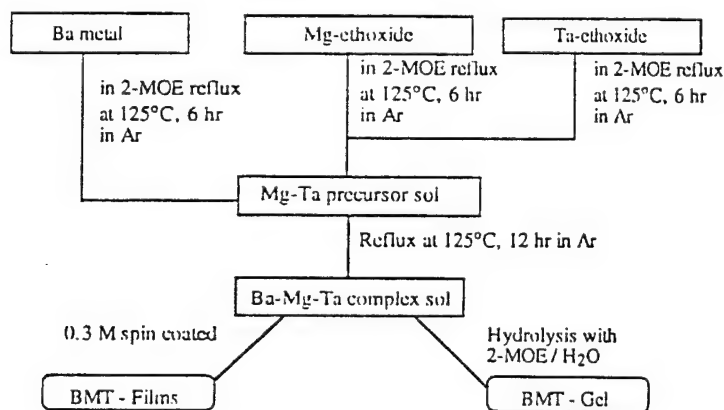 Ba metal
Mg-ethoxide
Ta-ethoxide
in 2-MOE reflux
at 125°C, 6 hr
in Ar
in 2-MOE reflux
at 125°C, 6 hr
in Ar
in 2-MOE reflux
at 125°C, 6 hr
in Ar
Mg-Ta precursor sol
Reflux at 125°C, 12 hr in Ar
Ba-Mg-Ta complex sol
0.3 M spin coated
Hydrolysis with
2-MOE / H₂O
BMT - Films
BMT - Gel